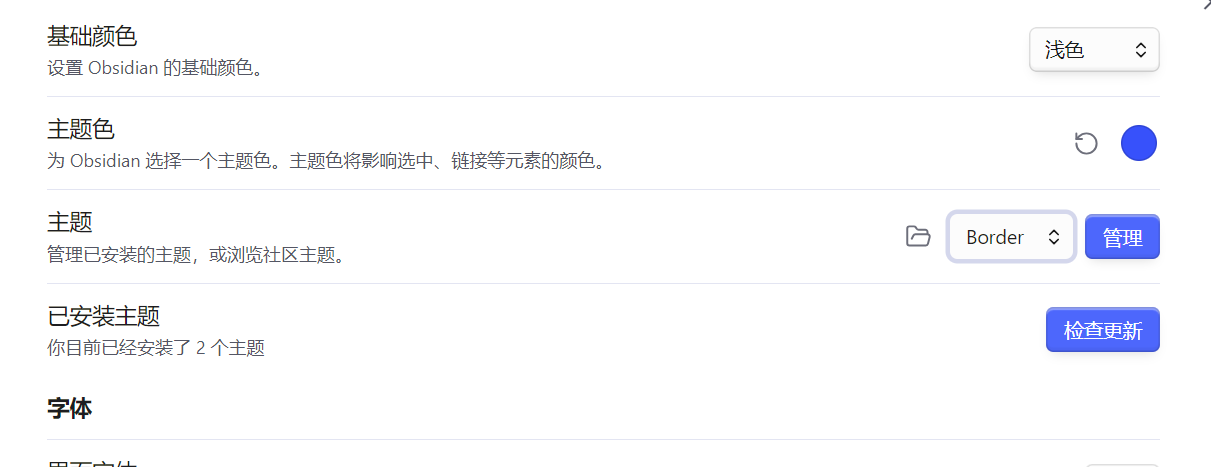 基础颜色
设置 Obsidian 的基础颜色。
浅色
主题色
为 Obsidian 选择一个主题色。主题色将影响选中、链接等元素的颜色。
主题
管理已安装的主题，或浏览社区主题。
Border
管理
已安装主题
你目前已经安装了 2 个主题
检查更新
字体